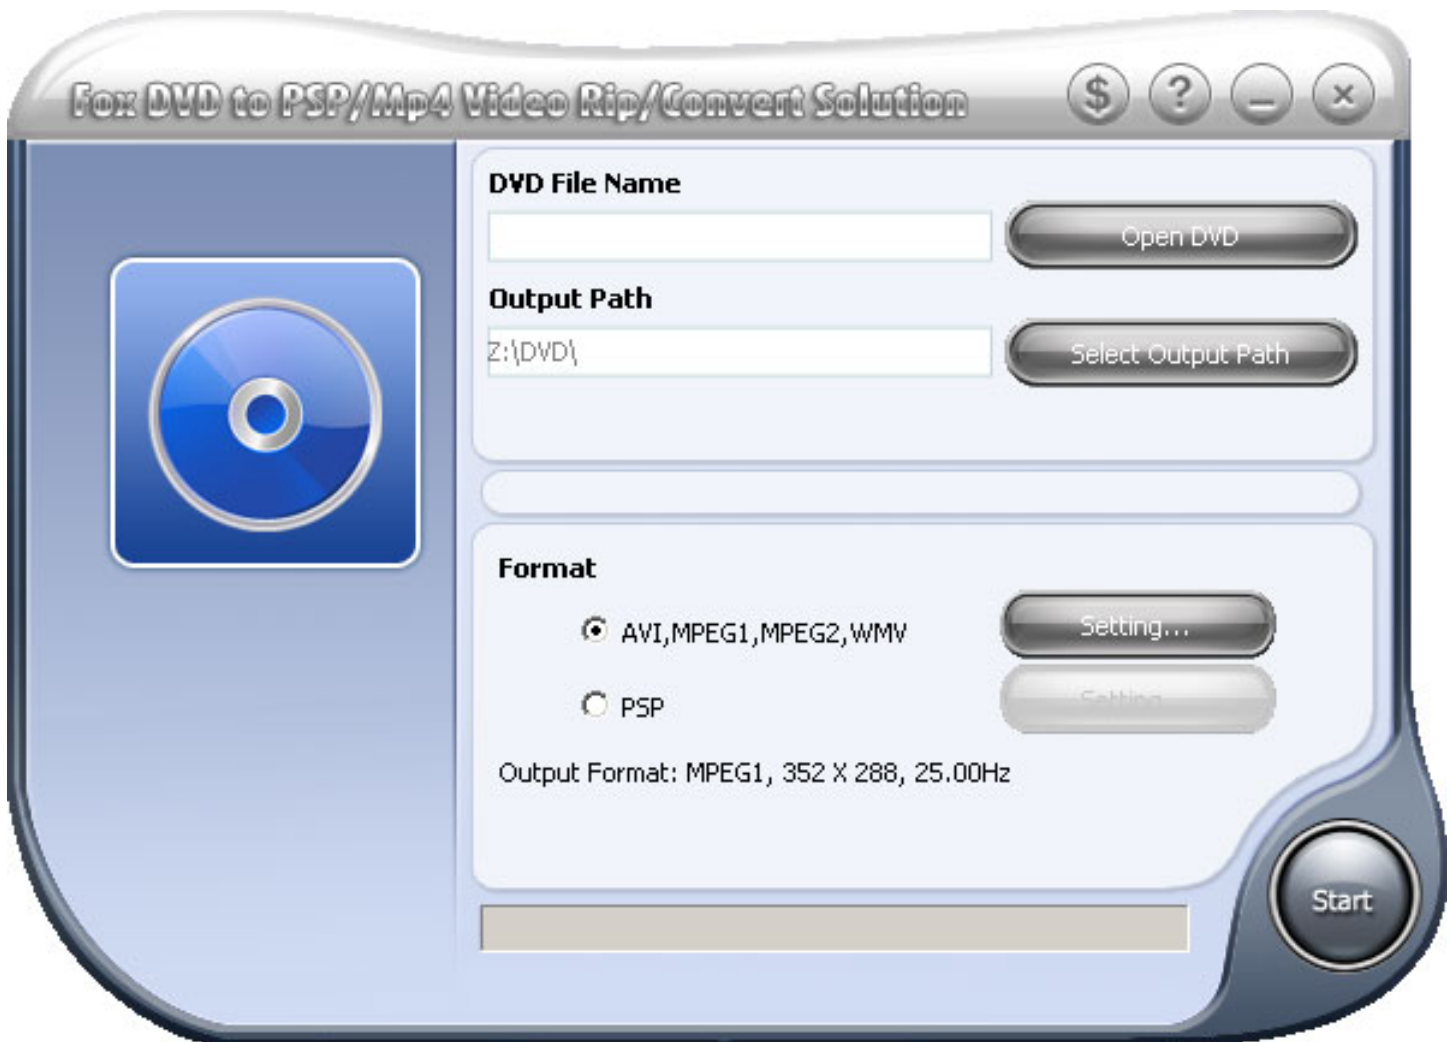 Fox DVD to PSP/Mp4 Video Rip/Convert Solution $ ?
DVD File Name
Open DVD
Output Path
Z:\DVD\
Select Output Path
Format
AVI,MPEG1,MPEG2,WMV
Setting...
PSP
Setting...
Output Format: MPEG1, 352 X 288, 25.00Hz
Start